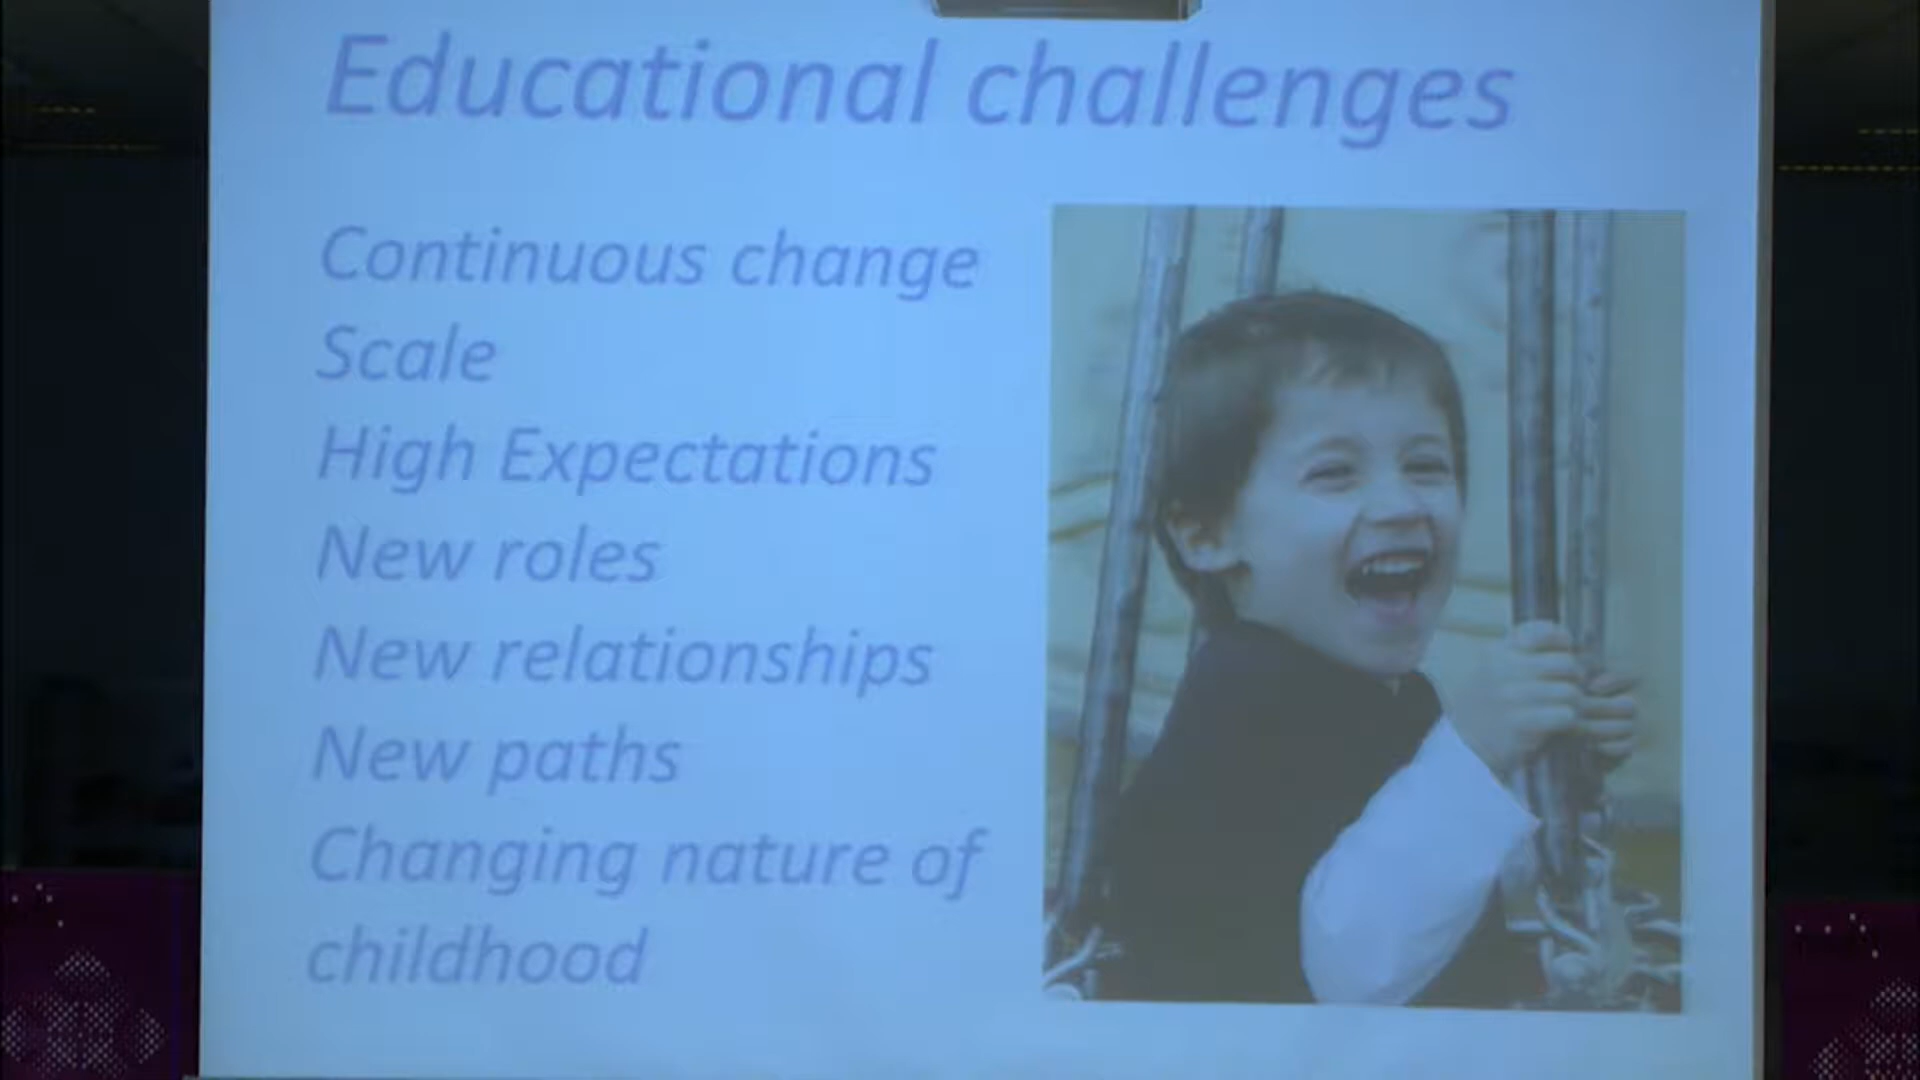 Educational challenges
Continuous change
Scale
High Expectations
New roles
New relationships
New paths
Changing nature of
childhood